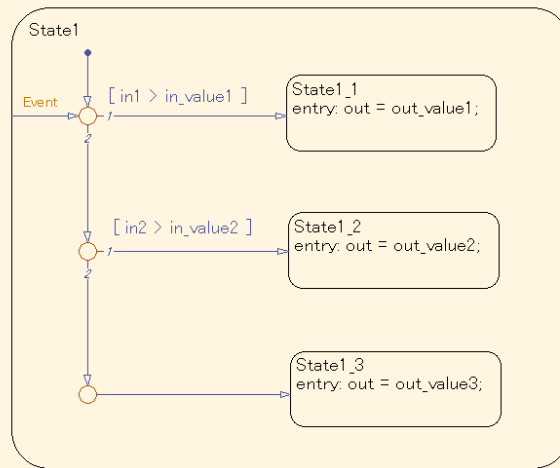 State1
Event
[ in1 > in_value1 ]
1
2
State1_1
entry: out = out_value1;
[ in2 > in_value2 ]
1
2
State1_2
entry: out = out_value2;
State1_3
entry: out = out_value3;